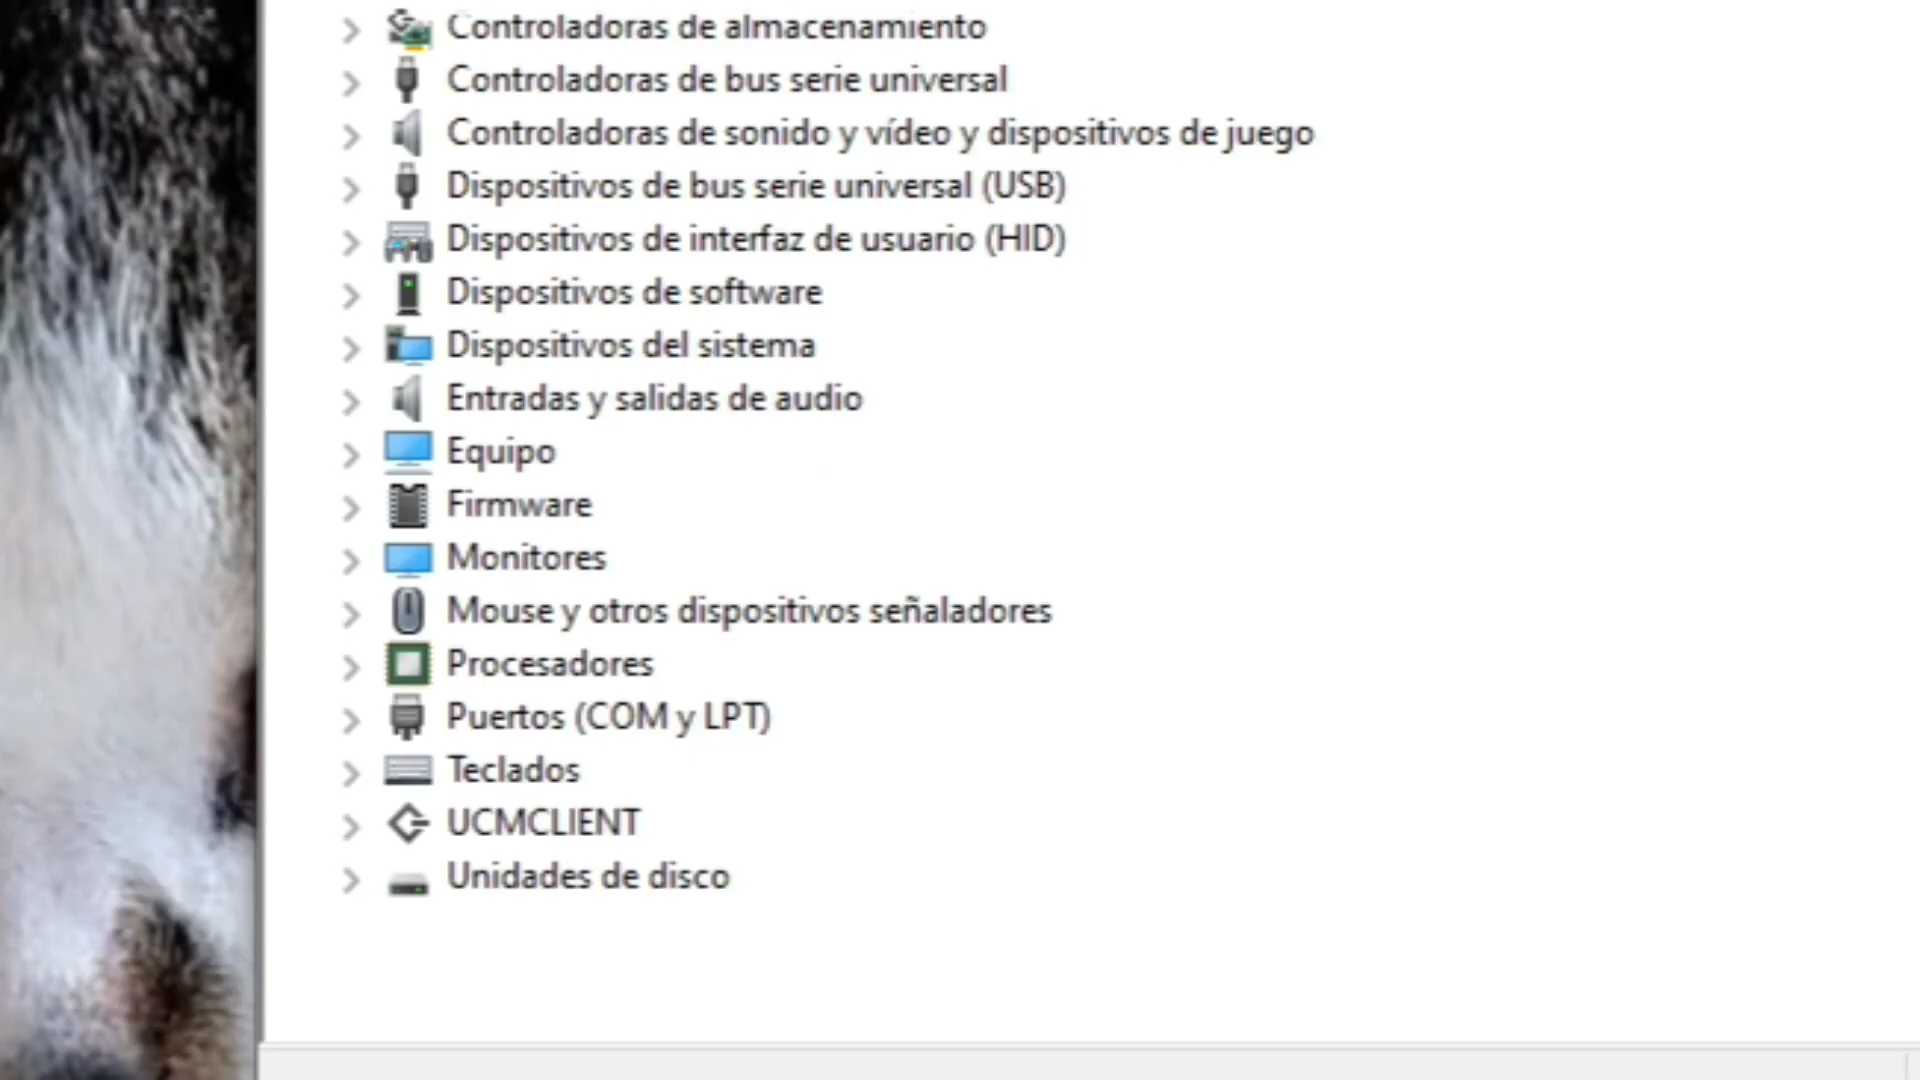 Controladoras de almacenamiento
Controladoras de bus serie universal
Controladoras de sonido y vídeo y dispositivos de juego
Dispositivos de bus serie universal (USB)
Dispositivos de interfaz de usuario (HID)
Dispositivos de software
Dispositivos del sistema
Entradas y salidas de audio
Equipo
Firmware
Monitores
Mouse y otros dispositivos señaladores
Procesadores
Puertos (COM y LPT)
Teclados
UCMCLIENT
Unidades de disco